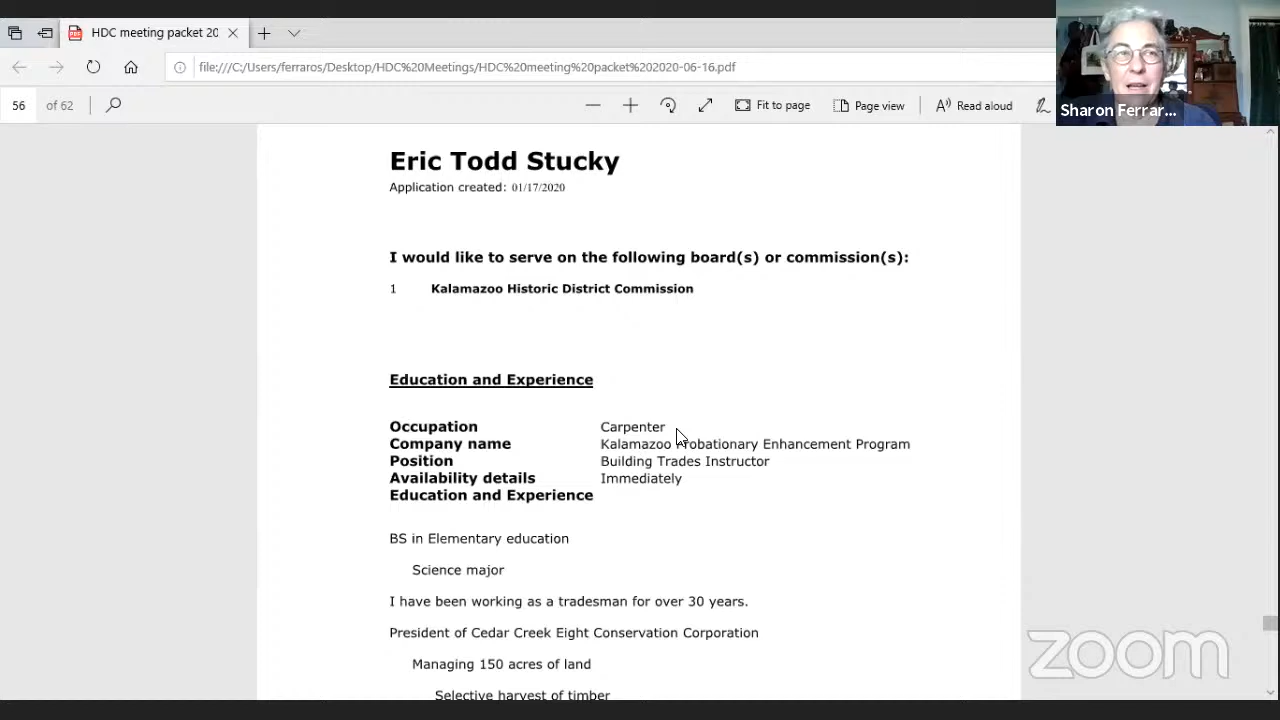 HDC meeting packet 20
file:///C:/Users/ferraros/Desktop/HDC%20Meetings/HDC%20meeting%20packet%202020-06-16.pdf
56 of 62
Fit to page
Page view
Read aloud
Sharon Ferrar...
Eric Todd Stucky
Application created: 01/17/2020
I would like to serve on the following board(s) or commission(s):
1 Kalamazoo Historic District Commission
Education and Experience
Occupation Carpenter
Company name Kalamazoo Probationary Enhancement Program
Position Building Trades Instructor
Availability details Immediately
Education and Experience
BS in Elementary education
Science major
I have been working as a tradesman for over 30 years.
President of Cedar Creek Eight Conservation Corporation
Managing 150 acres of land
Selective harvest of timber
zoom